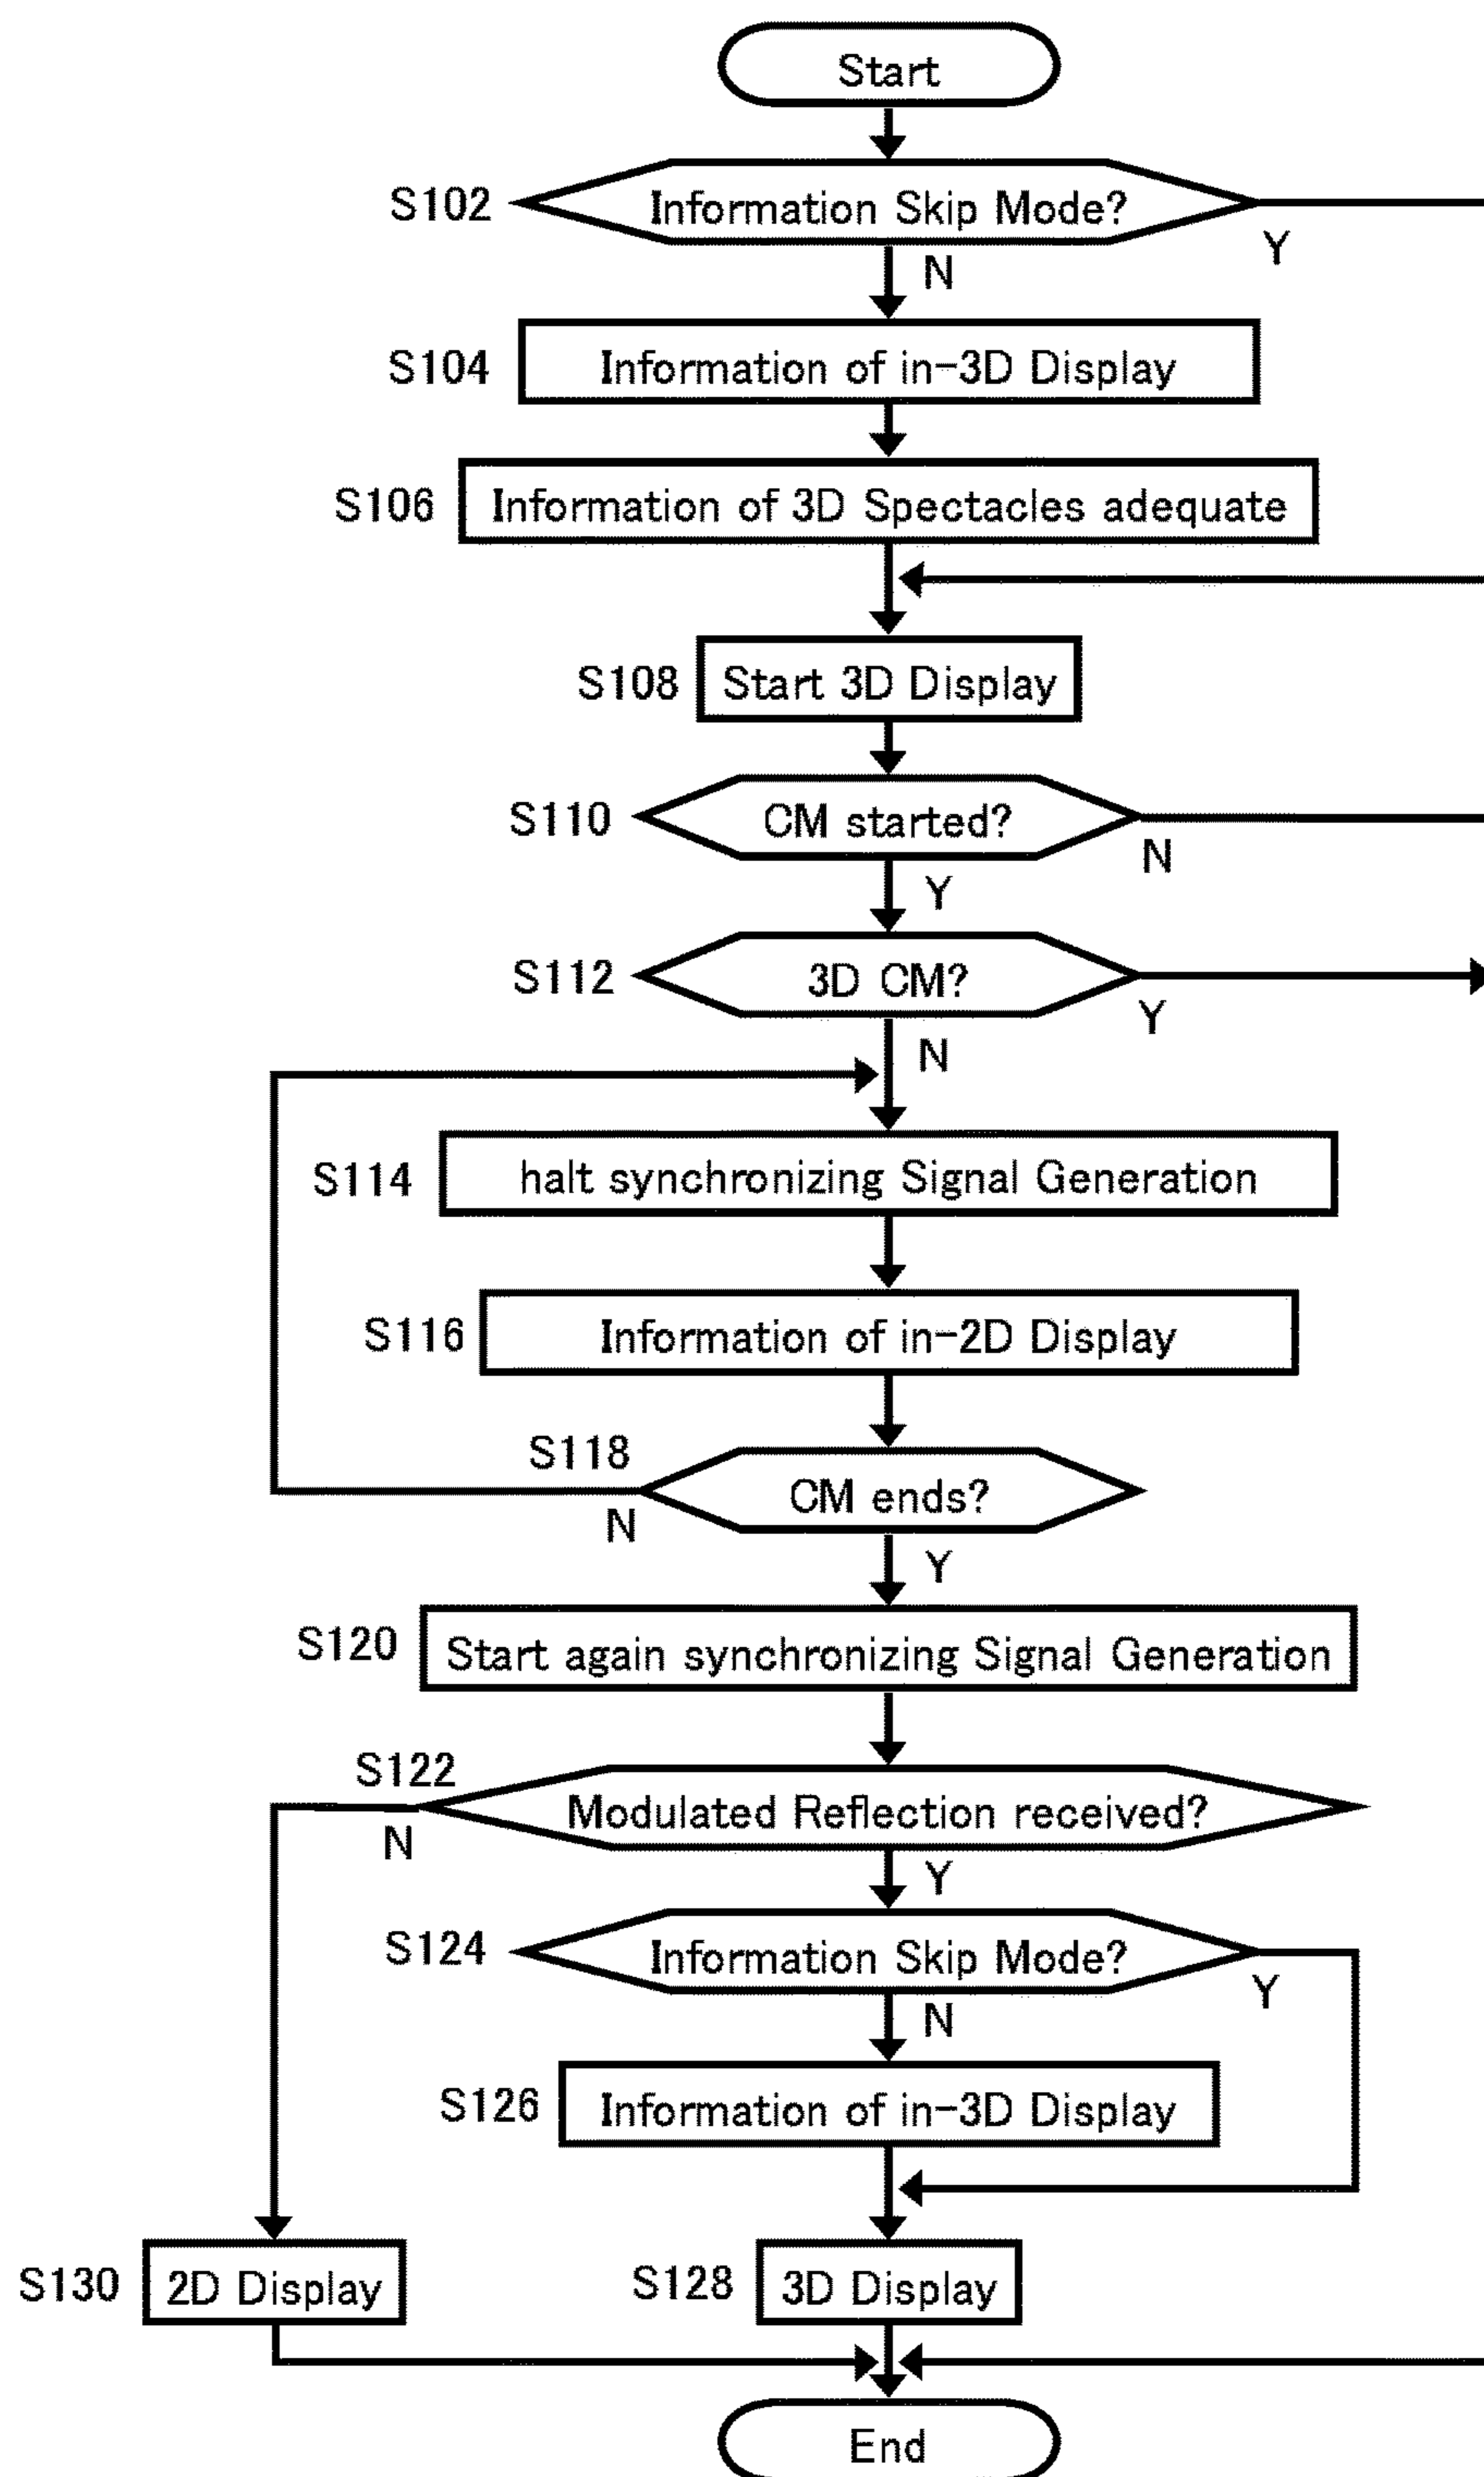 Start
S102
Information Skip Mode?
Y
N
S104
Information of in-3D Display
S106
Information of 3D Spectacles adequate
S108
Start 3D Display
S110
CM started?
N
Y
S112
3D CM?
Y
N
S114
halt synchronizing Signal Generation
S116
Information of in-2D Display
S118
CM ends?
N
Y
S120
Start again synchronizing Signal Generation
S122
Modulated Reflection received?
N
Y
S124
Information Skip Mode?
Y
N
S126
Information of in-3D Display
S130
2D Display
S128
3D Display
End